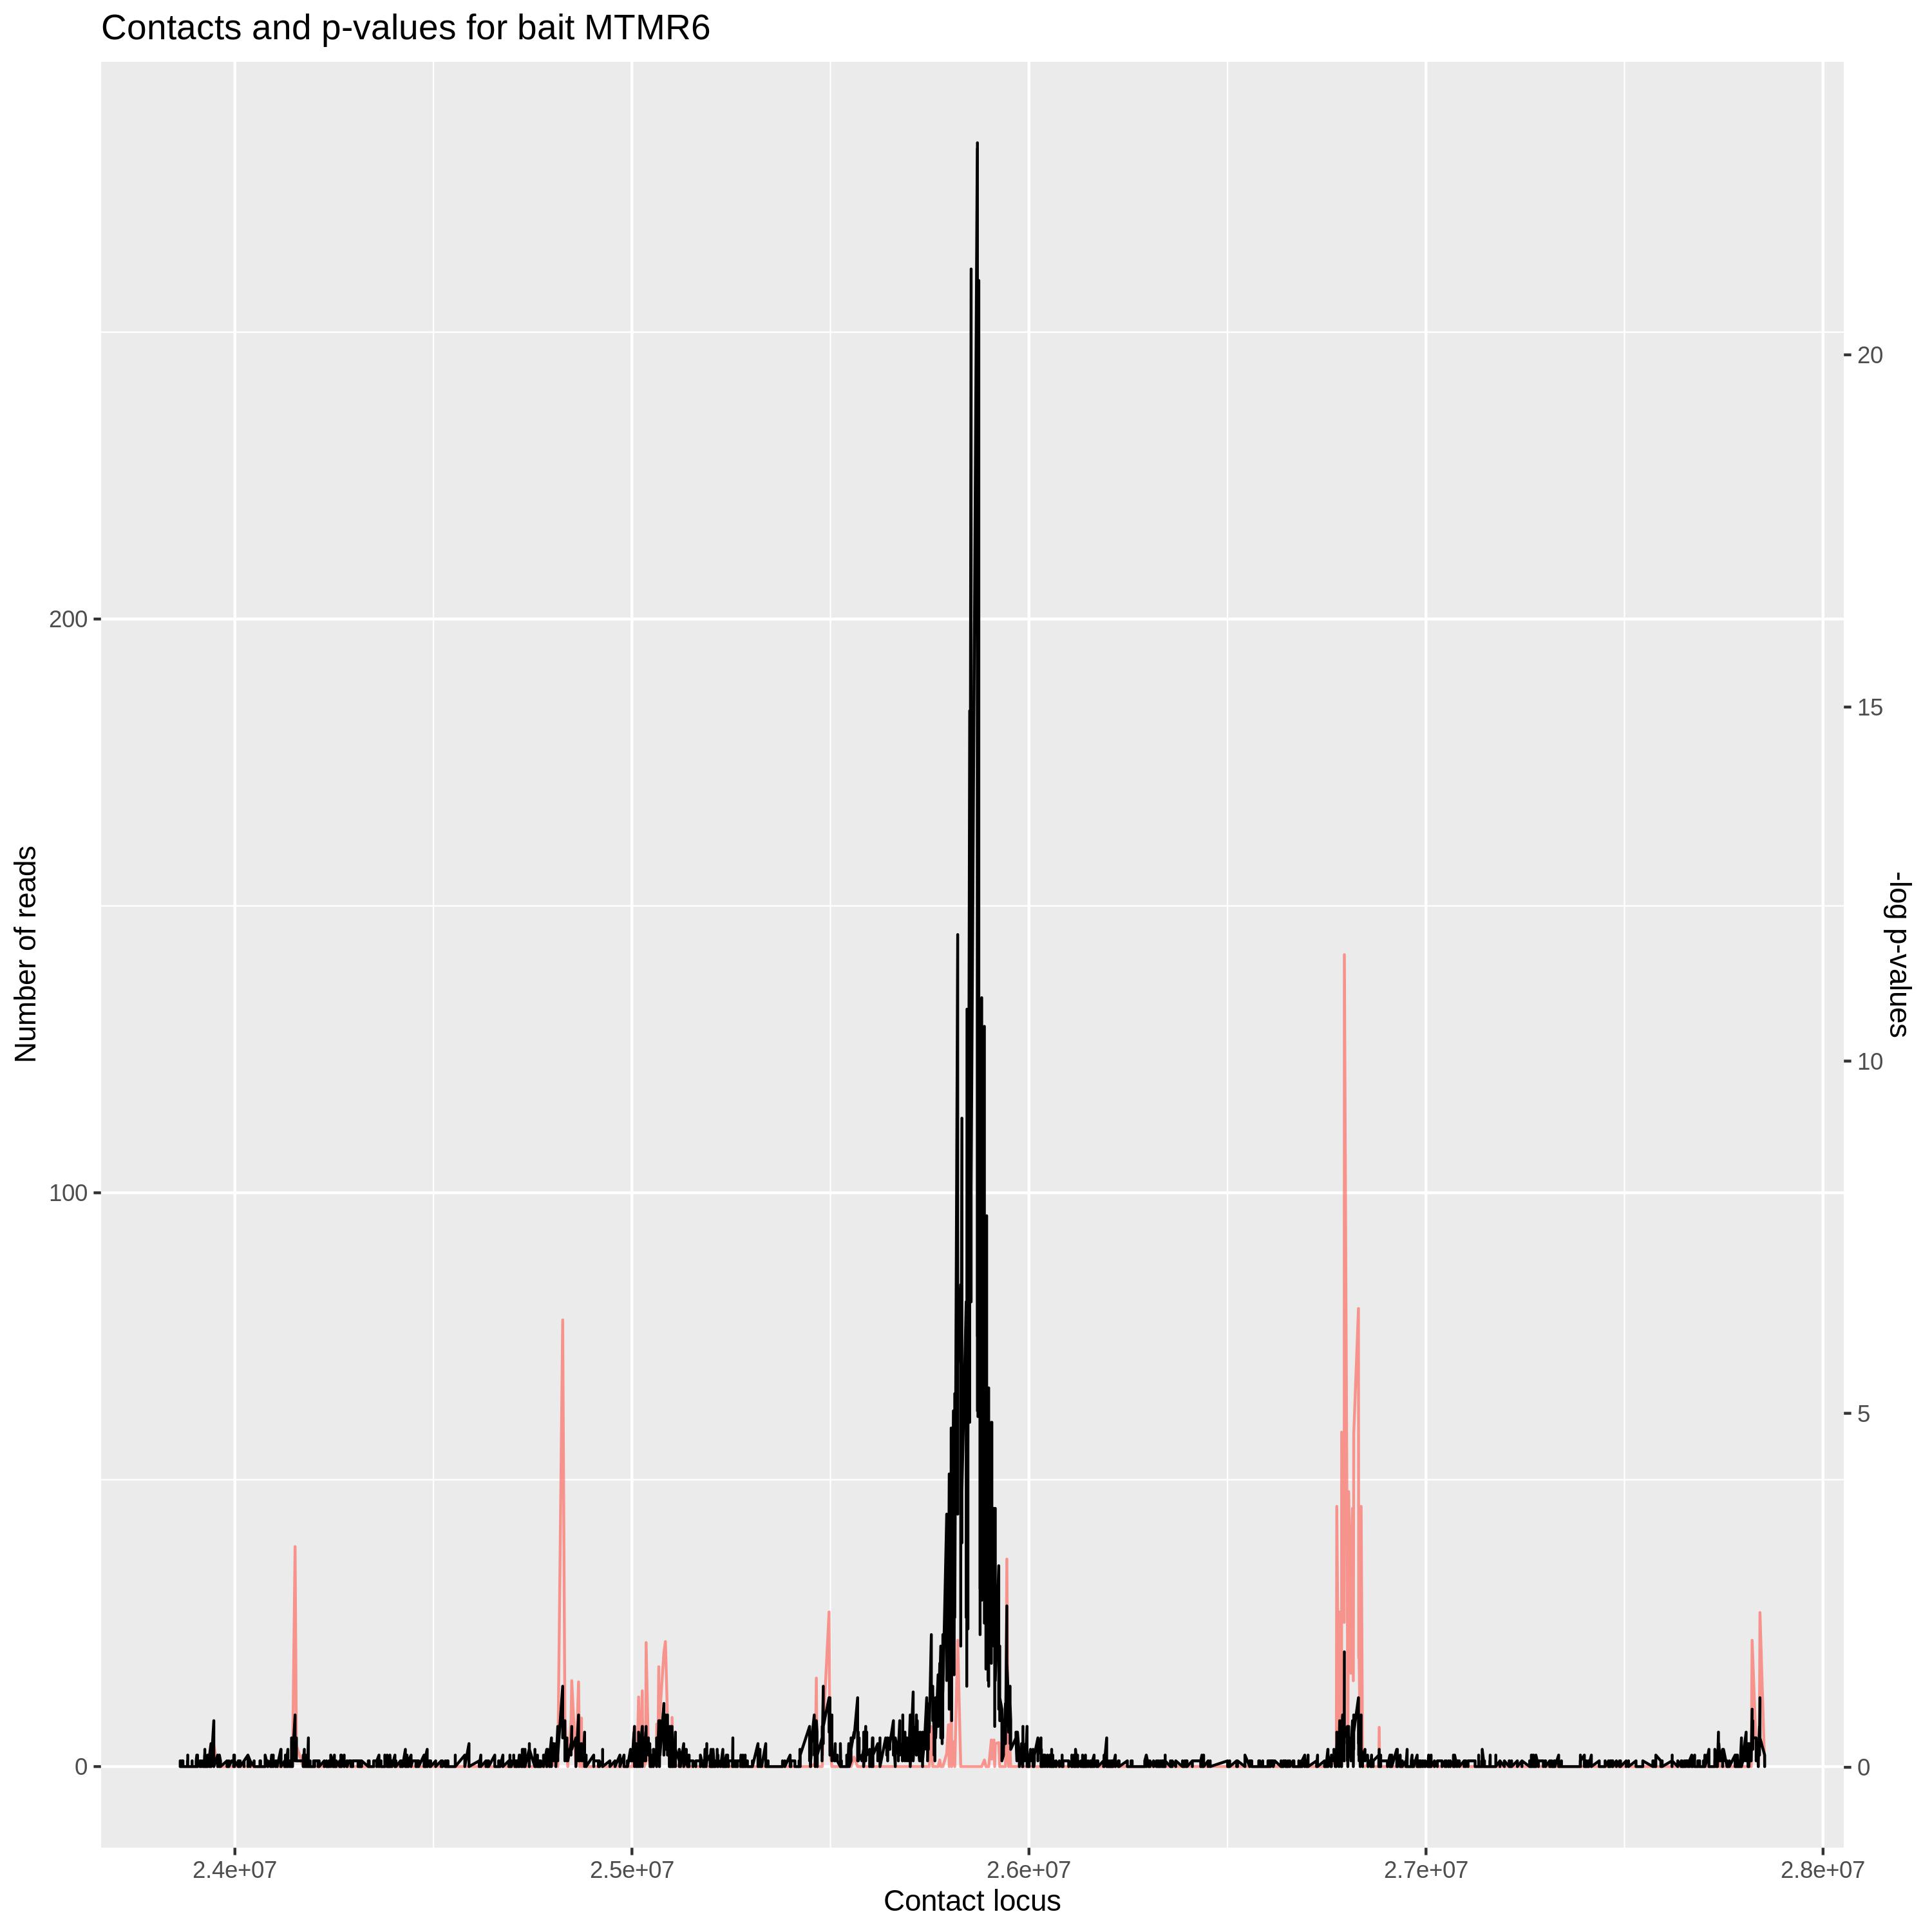 Contacts and p-values for bait MTMR6
Number of reads
200
100
0
20
15
10
5
0
-log p-values
2.4e+07
2.5e+07
2.6e+07
2.7e+07
2.8e+07
Contact locus